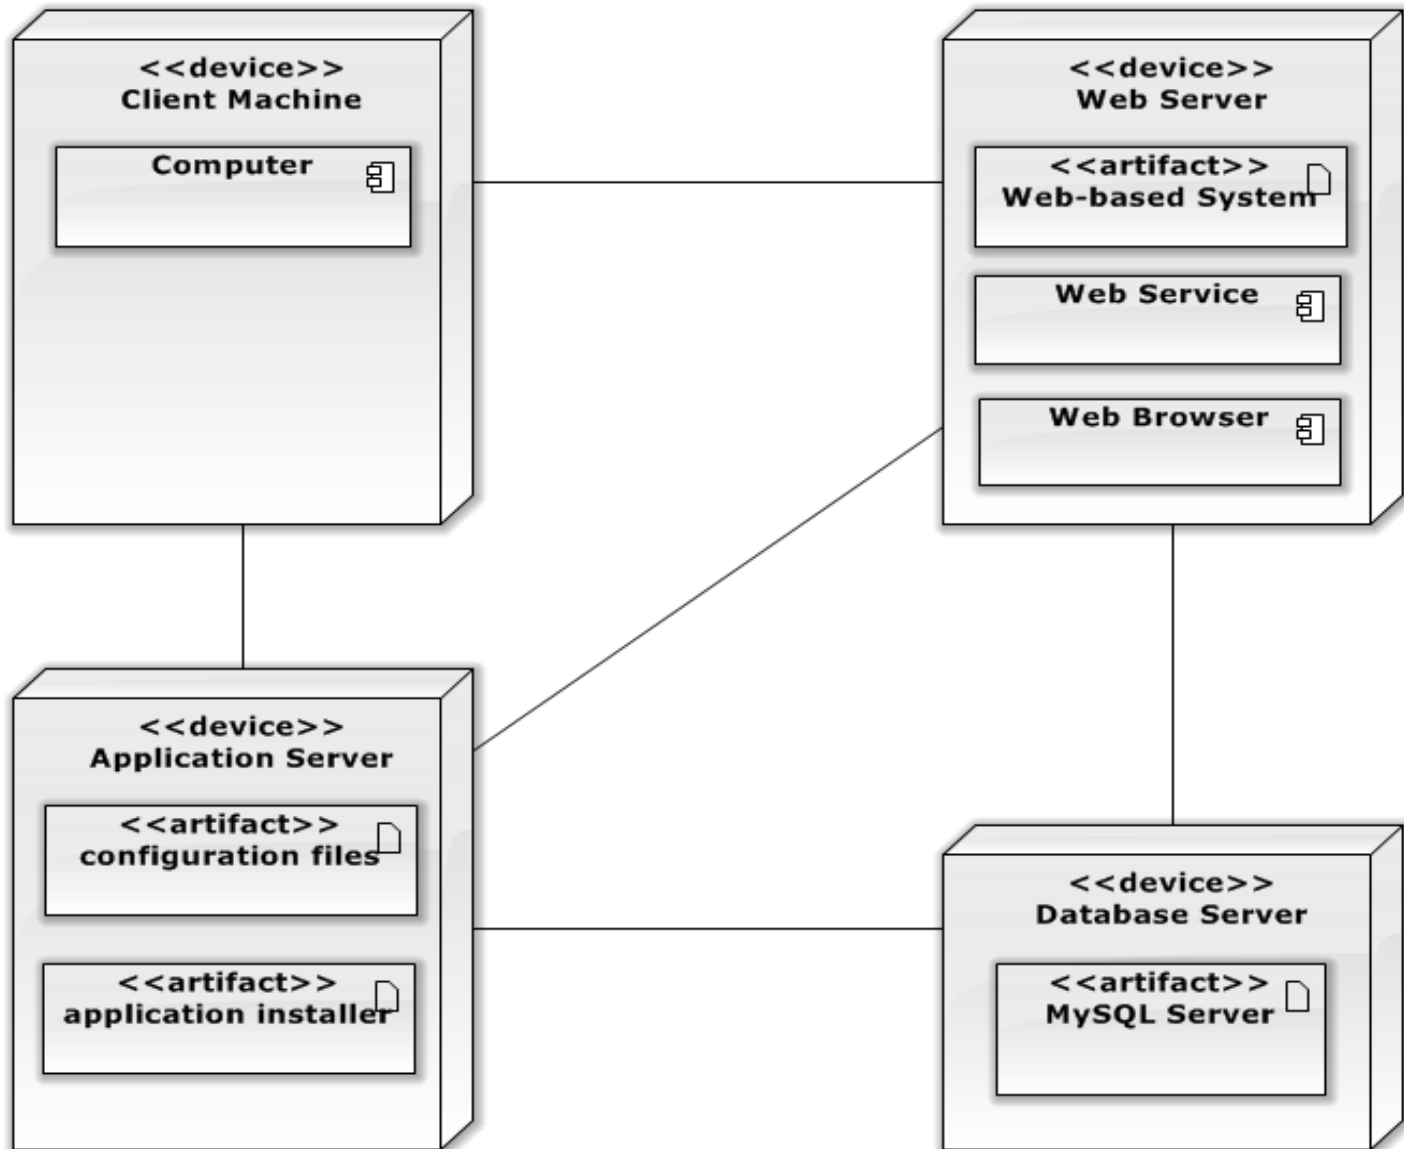 <<device>>
Client Machine
Computer
<<device>>
Web Server
<<artifact>>
Web-based System
Web Service
Web Browser
<<device>>
Application Server
<<artifact>>
configuration files
<<artifact>>
application installer
<<device>>
Database Server
<<artifact>>
MySQL Server